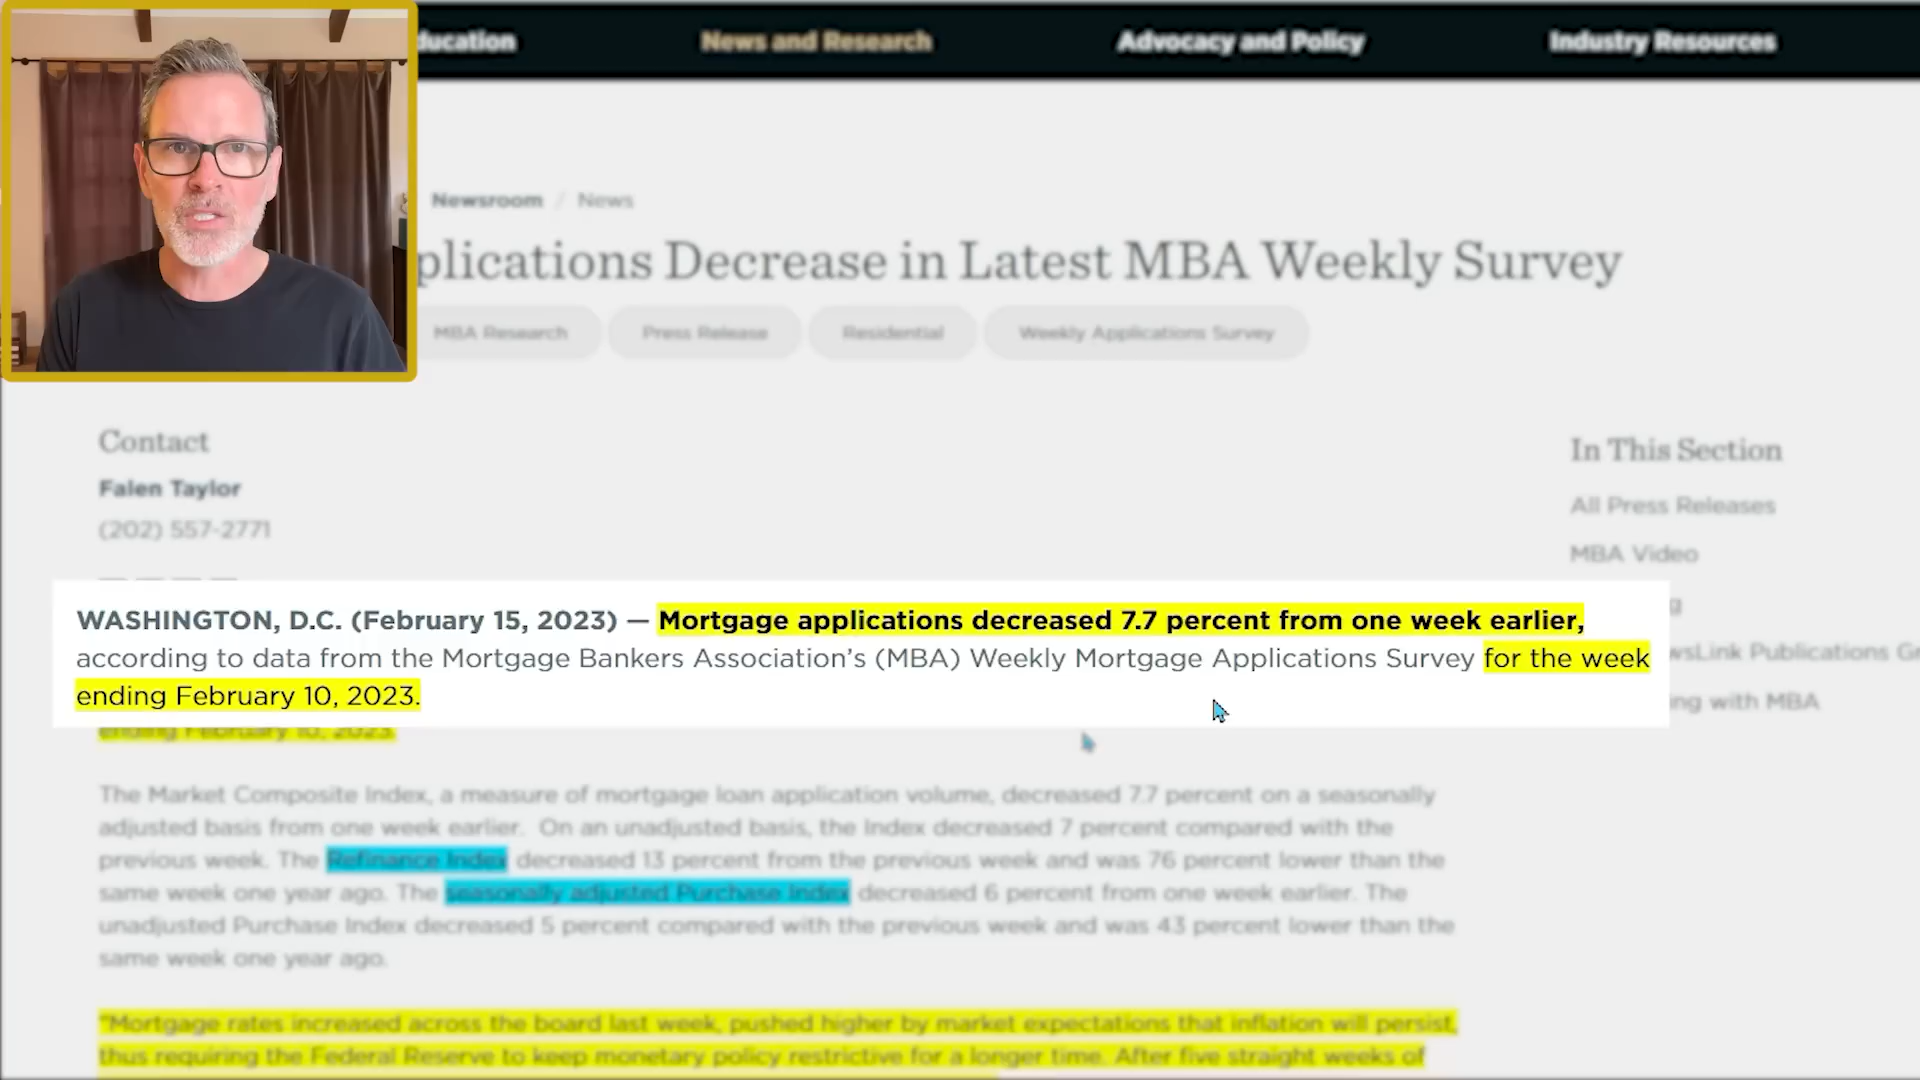 ducation News and Research Advocacy and Policy Industry Resources
Newsroom / News
plications Decrease in Latest MBA Weekly Survey
MBA Research Press Release Residential Weekly Applications Survey
Contact
Falen Taylor
(202) 557-2771
In This Section
All Press Releases
MBA Video
g
wsLink Publications Gr
ng with MBA
WASHINGTON, D.C. (February 15, 2023) — Mortgage applications decreased 7.7 percent from one week earlier,
according to data from the Mortgage Bankers Association’s (MBA) Weekly Mortgage Applications Survey for the week
ending February 10, 2023.
ending February 10, 2023.
The Market Composite Index, a measure of mortgage loan application volume, decreased 7.7 percent on a seasonally
adjusted basis from one week earlier. On an unadjusted basis, the Index decreased 7 percent compared with the
previous week. The Refinance Index decreased 13 percent from the previous week and was 76 percent lower than the
same week one year ago. The seasonally adjusted Purchase Index decreased 6 percent from one week earlier. The
unadjusted Purchase Index decreased 5 percent compared with the previous week and was 43 percent lower than the
same week one year ago.
"Mortgage rates increased across the board last week, pushed higher by market expectations that inflation will persist,
thus requiring the Federal Reserve to keep monetary policy restrictive for a longer time. After five straight weeks of